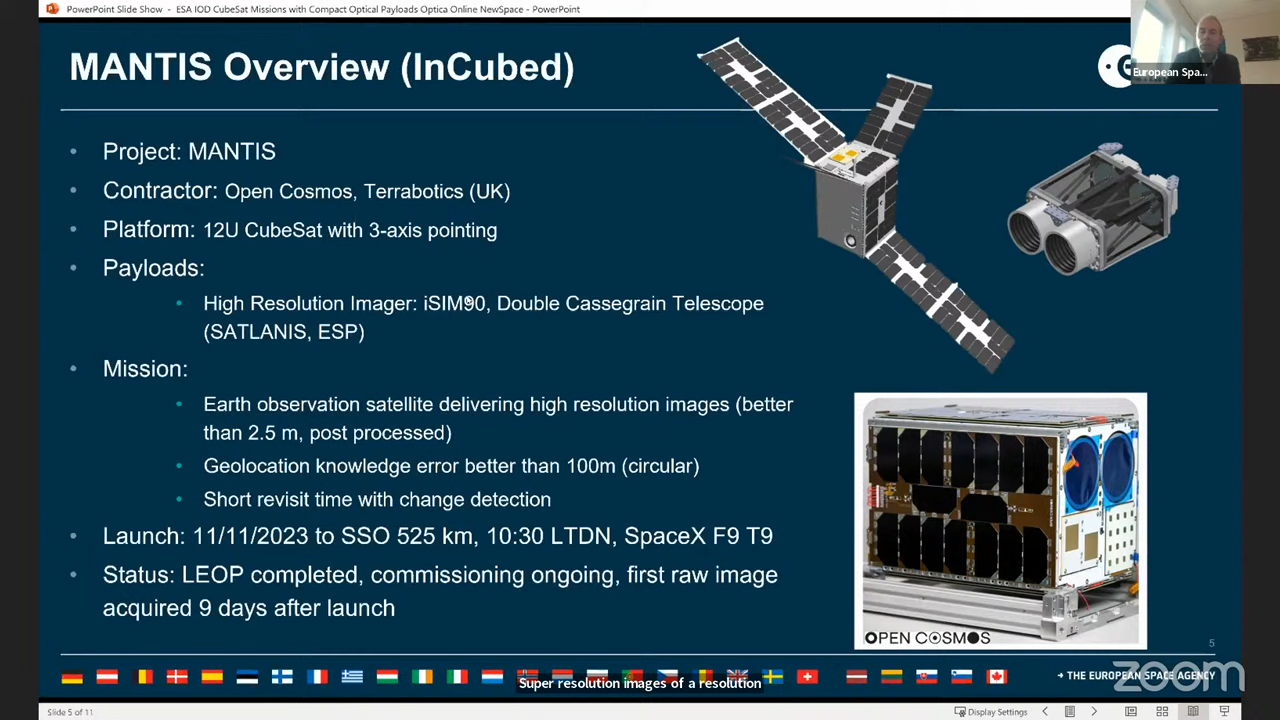 PowerPoint Slide Show - ESA IOD CubeSat Missions with Compact Optical Payloads Optica Online NewSpace - PowerPoint
European Spa...
MANTIS Overview (InCubed)
• Project: MANTIS
• Contractor: Open Cosmos, Terrabotics (UK)
• Platform: 12U CubeSat with 3-axis pointing
• Payloads:
• High Resolution Imager: iSIM90, Double Cassegrain Telescope
(SATLANIS, ESP)
• Mission:
• Earth observation satellite delivering high resolution images (better
than 2.5 m, post processed)
• Geolocation knowledge error better than 100m (circular)
• Short revisit time with change detection
• Launch: 11/11/2023 to SSO 525 km, 10:30 LTDN, SpaceX F9 T9
• Status: LEOP completed, commissioning ongoing, first raw image
acquired 9 days after launch
OPEN COSMOS
5
→ THE EUROPEAN SPACE AGENCY
zoom
Super resolution images of a resolution
Slide 5 of 11
Display Settings